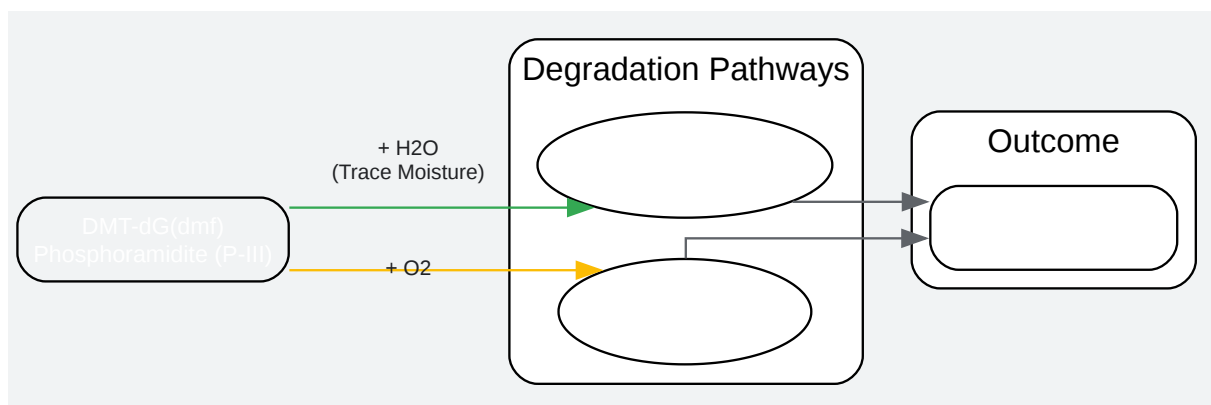 Degradation Pathways
+ H2O
(Trace Moisture)
Outcome
DMT-dG(dmf)
Phosphoramidite (P-III)
+ O2